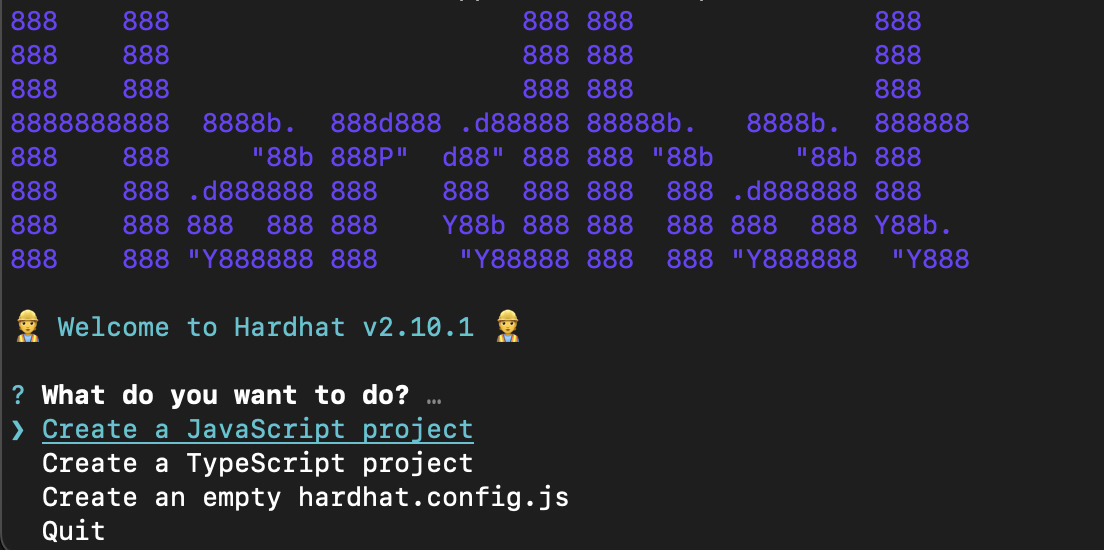 888    888                      888 888               888
888    888                      888 888               888
888    888                      888 888               888
8888888888  8888b.  888d888 .d88888 88888b.   8888b.  888888
888    888     "88b 888P"  d88" 888 888 "88b     "88b 888
888    888 .d888888 888    888  888 888  888 .d888888 888
888    888 888  888 888    Y88b 888 888  888 888  888 Y88b.
888    888 "Y888888 888     "Y88888 888  888 "Y888888  "Y888
👷 Welcome to Hardhat v2.10.1 👷
? What do you want to do? …
❯ Create a JavaScript project
Create a TypeScript project
Create an empty hardhat.config.js
Quit